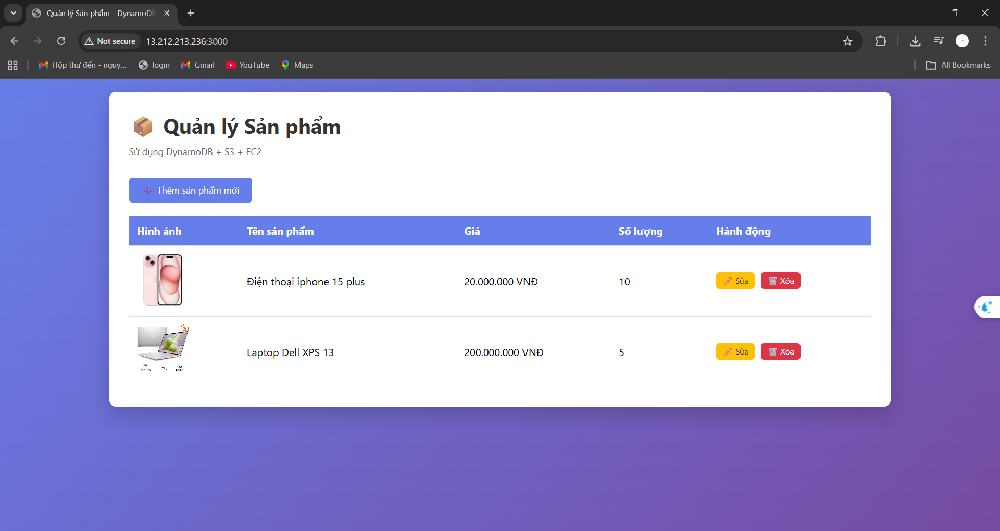 Quản lý Sản phẩm - DynamoDB
Not secure
13.212.213.236:3000
Hộp thư đến - nguy...
login
Gmail
YouTube
Maps
All Bookmarks
Quản lý Sản phẩm
Sử dụng DynamoDB + S3 + EC2
Thêm sản phẩm mới
Hình ảnh Tên sản phẩm Giá Số lượng Hành động
Điện thoại iphone 15 plus 20.000.000 VNĐ 10 Sửa Xóa
AI
Laptop Dell XPS 13 200.000.000 VNĐ 5 Sửa Xóa